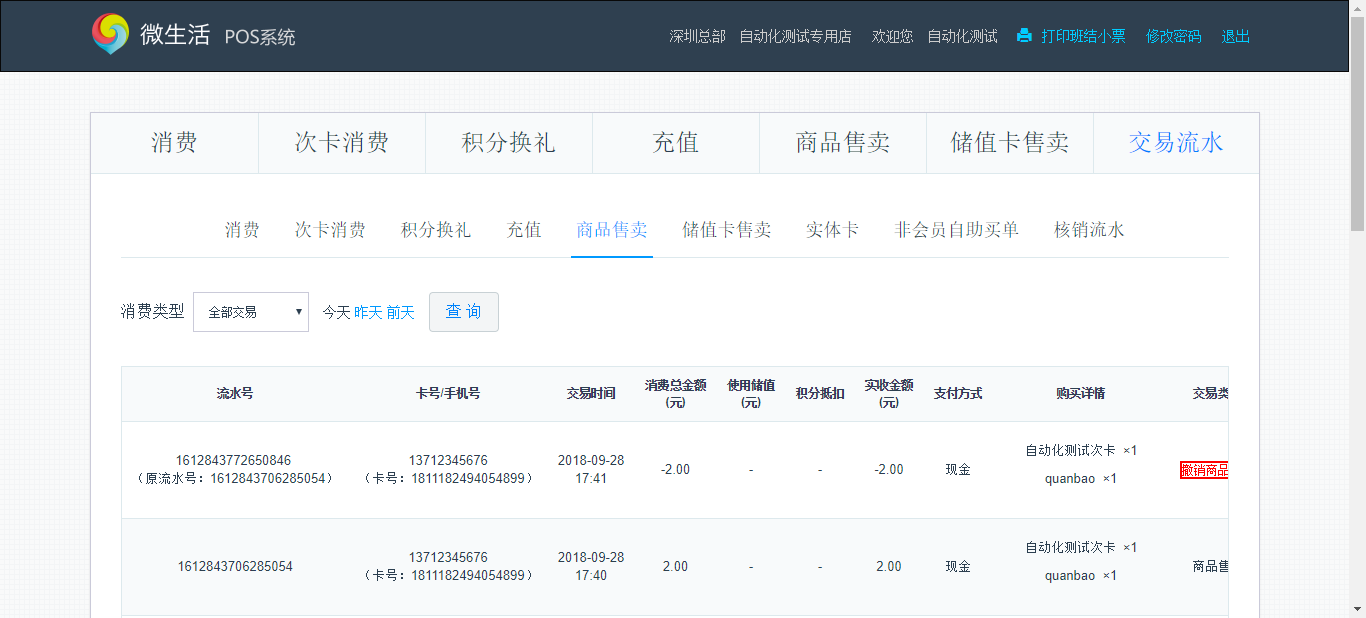 微生活 POS系统 深圳总部 自动化测试专用店 欢迎您 自动化测试 打印班结小票 修改密码 退出
消费 次卡消费 积分换礼 充值 商品售卖 储值卡售卖 交易流水
消费 次卡消费 积分换礼 充值 商品售卖 储值卡售卖 实体卡 非会员自助买单 核销流水
消费类型 全部交易 今天 昨天 前天 查 询
流水号 卡号/手机号 交易时间 消费总金额(元) 使用储值(元) 积分抵扣 实收金额(元) 支付方式 购买详情 交易类
1612843772650846 13712345676 2018-09-28 -2.00 - - -2.00 现金 自动化测试次卡 ×1 撤销商品
（原流水号：1612843706285054） （卡号：1811182494054899） 17:41 quanbao ×1
1612843706285054 13712345676 2018-09-28 2.00 - - 2.00 现金 自动化测试次卡 ×1 商品售
（卡号：1811182494054899） 17:40 quanbao ×1